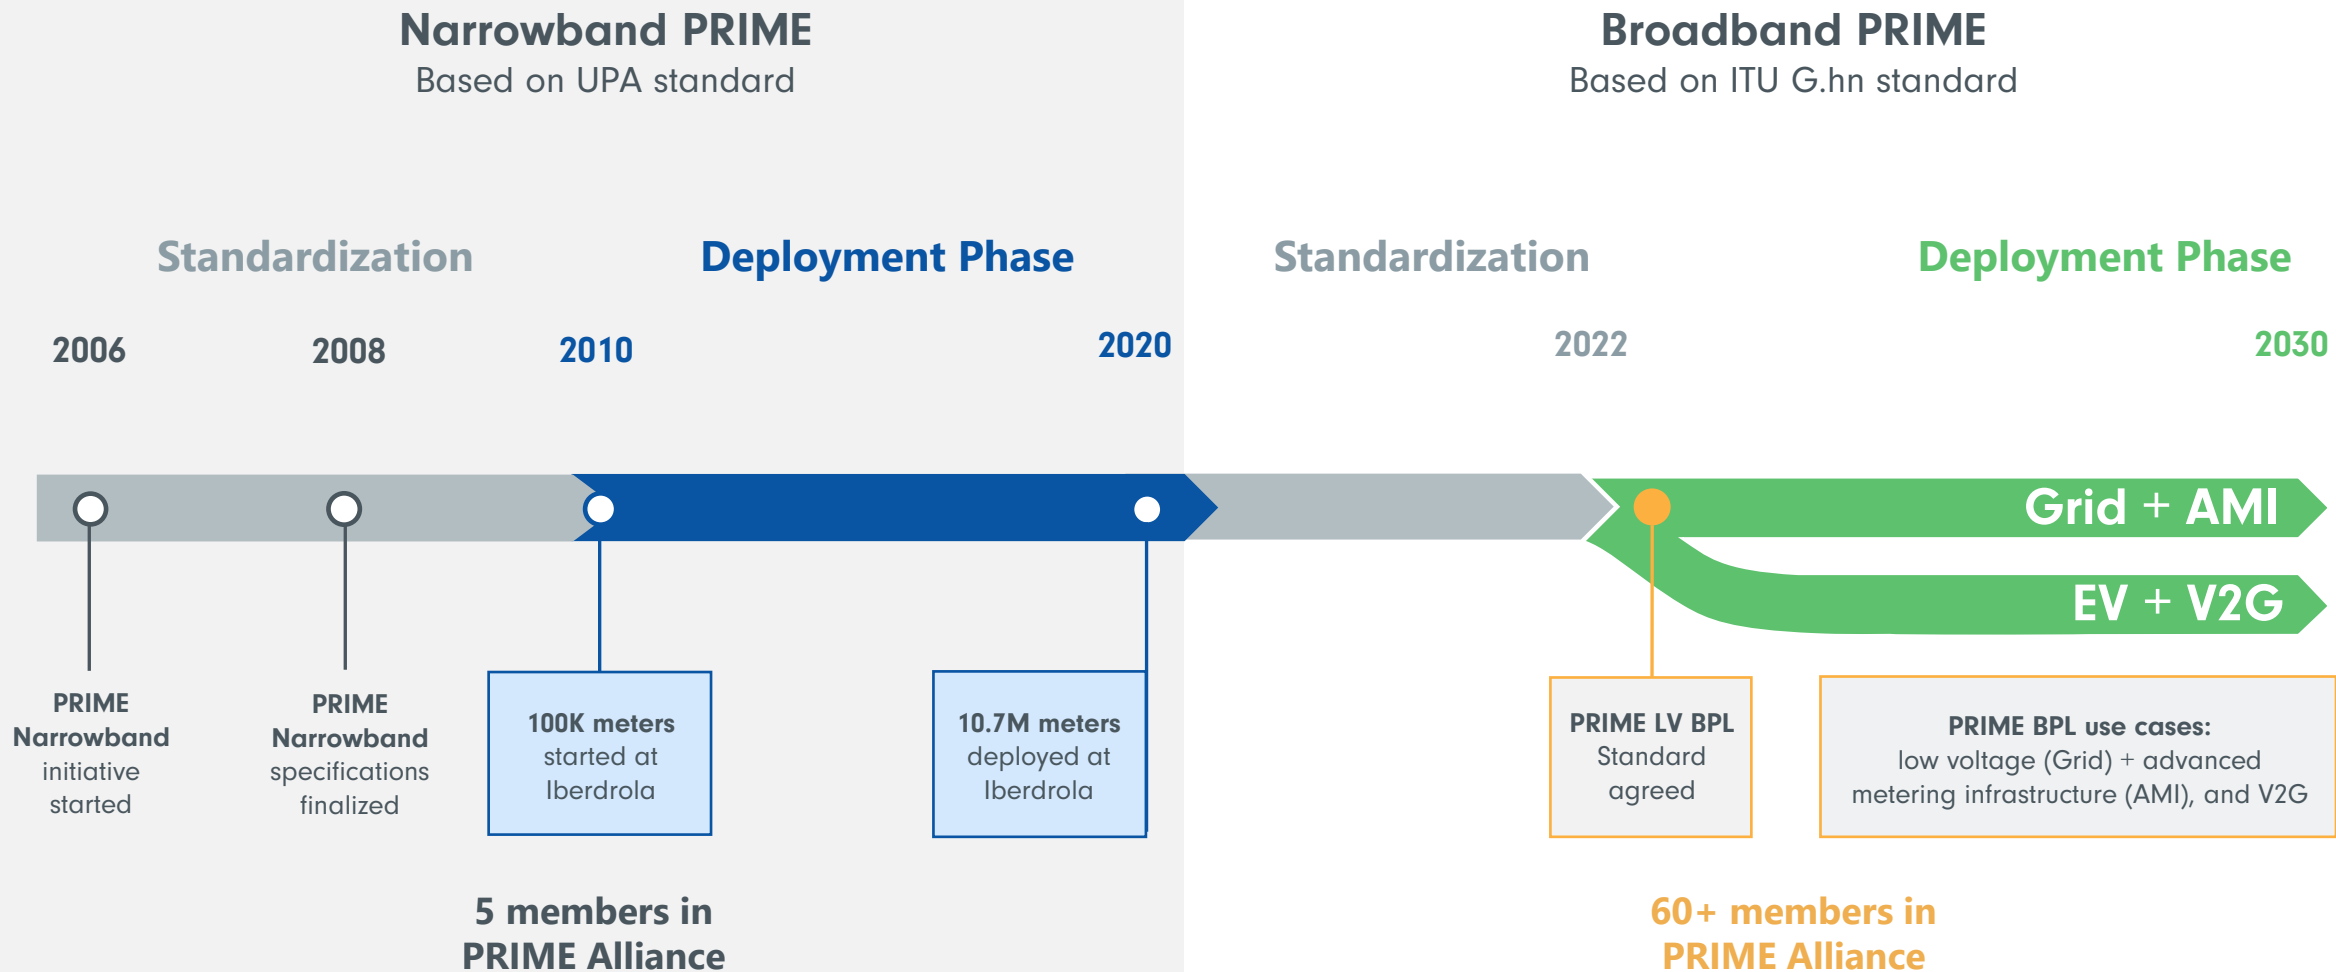 Narrowband PRIME
Based on UPA standard
Broadband PRIME
Based on ITU G.hn standard
Standardization
Deployment Phase
Standardization
Deployment Phase
2006
2008
2010
2020
2022
2030
Grid + AMI
EV + V2G
PRIME
Narrowband
initiative
started
PRIME
Narrowband
specifications
finalized
100K meters
started at
Iberdrola
10.7M meters
deployed at
Iberdrola
PRIME LV BPL
Standard
agreed
PRIME BPL use cases:
low voltage (Grid) + advanced
metering infrastructure (AMI), and V2G
5 members in
PRIME Alliance
60+ members in
PRIME Alliance